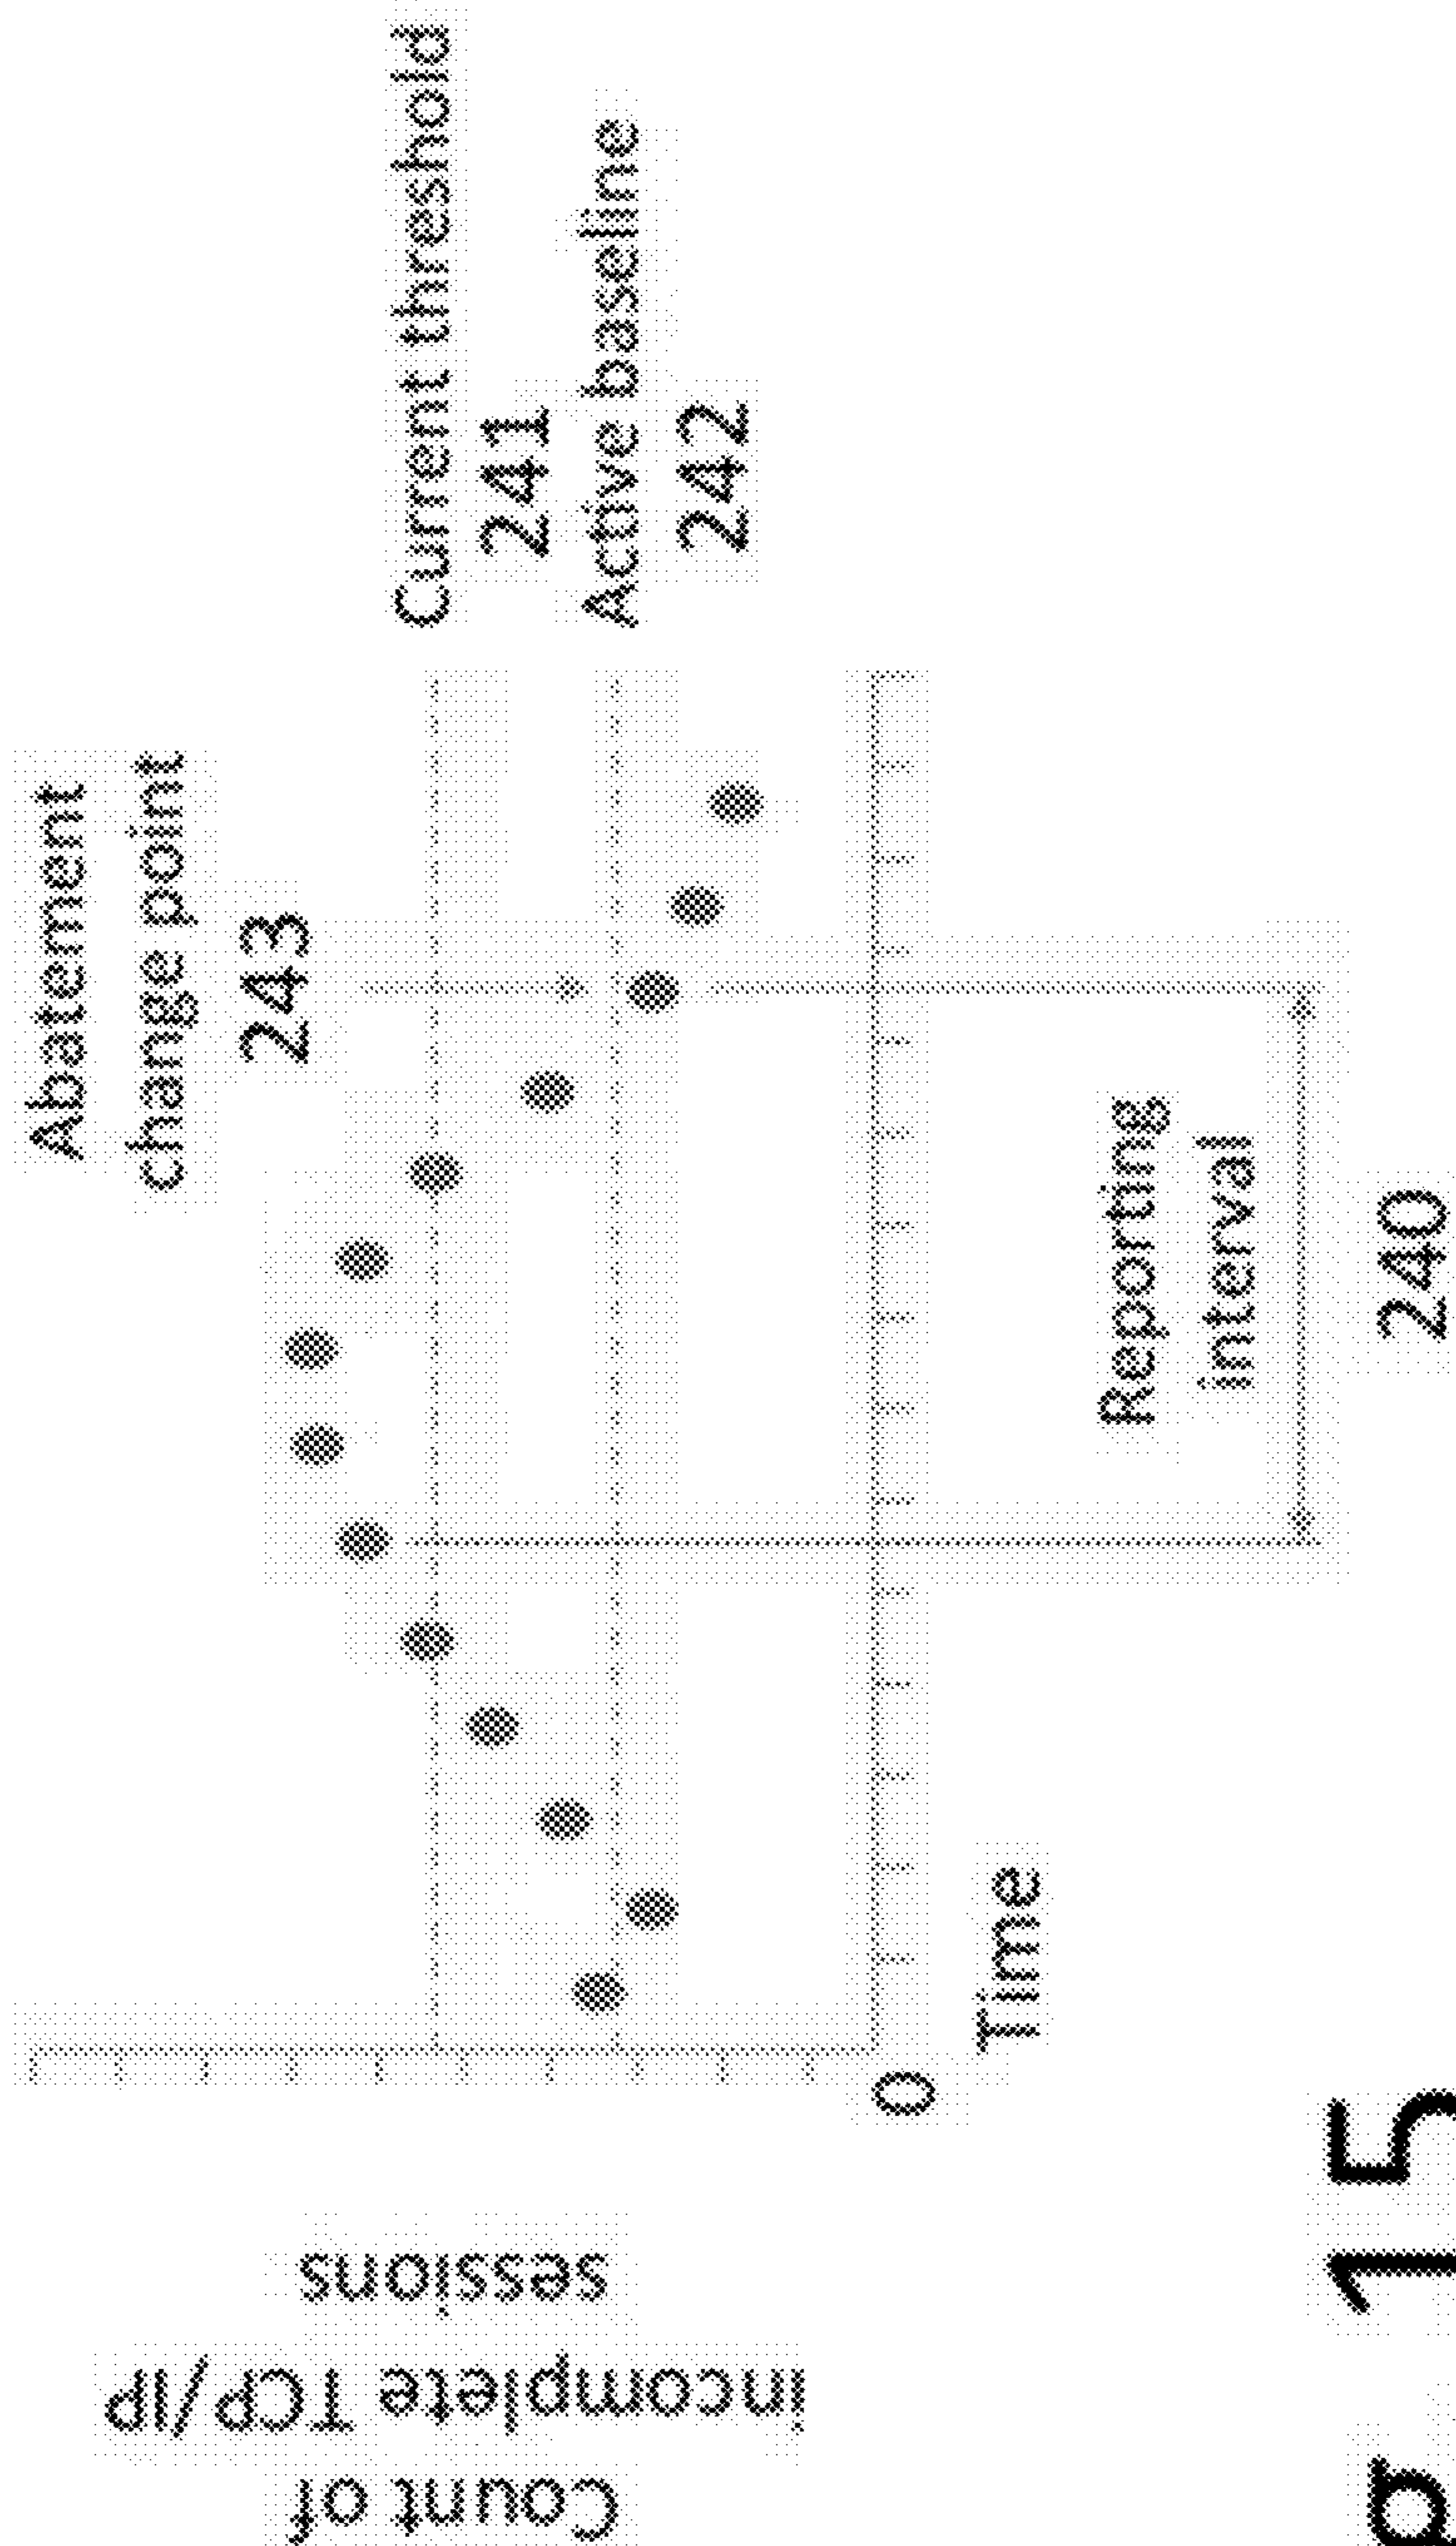 Abatement
change point
243
Current threshold
241
Active baseline
242
Count of
incomplete TCP/IP
sessions
0
Time
Reporting
interval
240
g 15